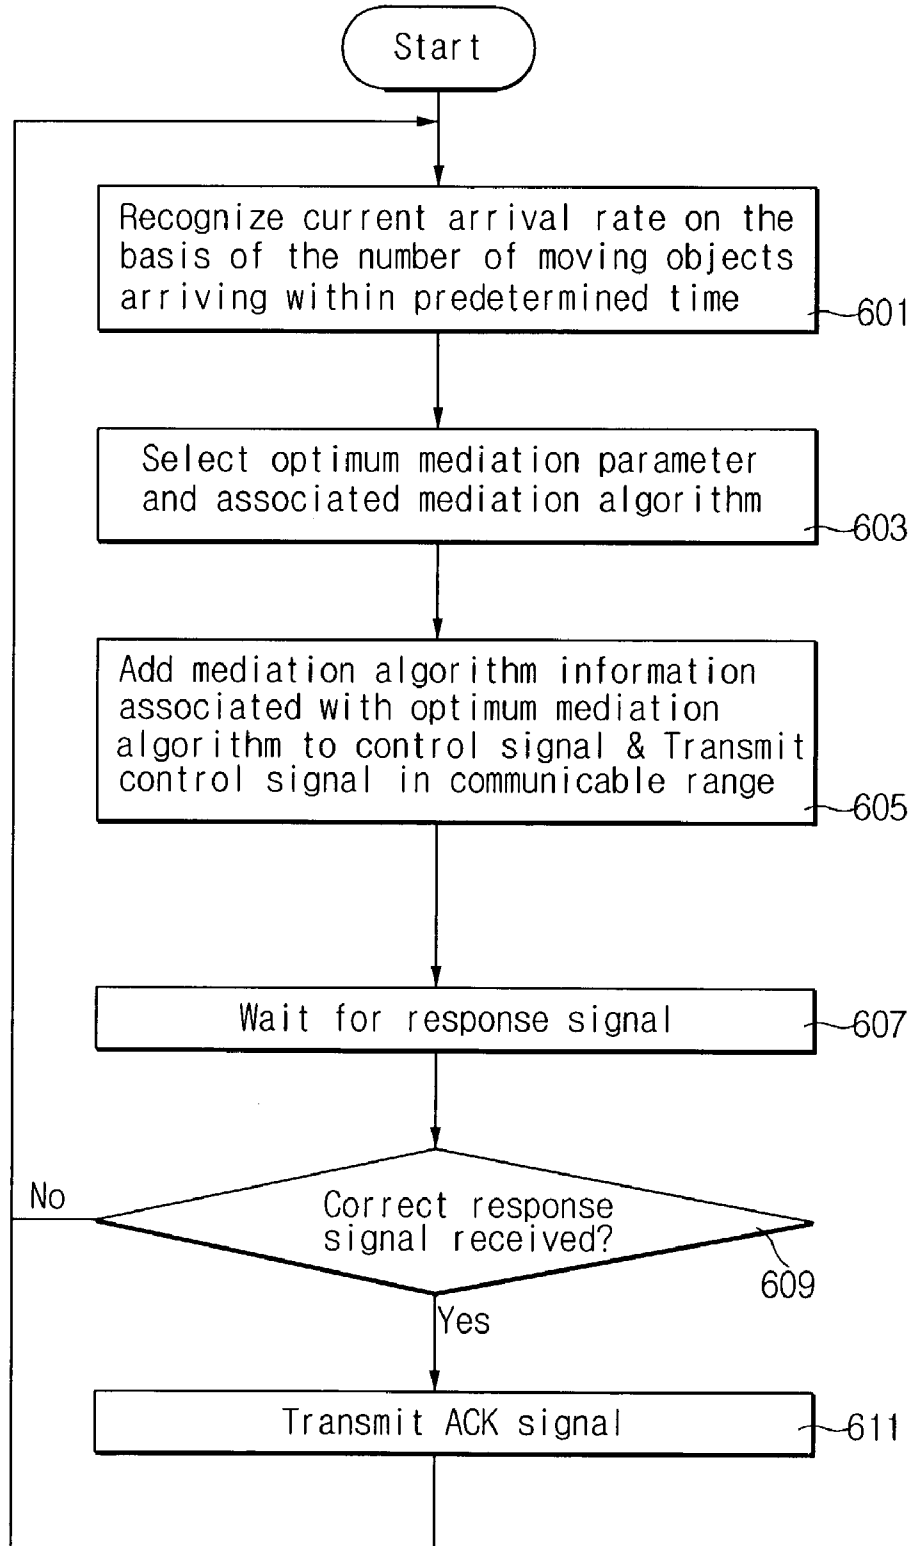 Start
Recognize current arrival rate on the
basis of the number of moving objects
arriving within predetermined time
601
Select optimum mediation parameter
and associated mediation algorithm
603
Add mediation algorithm information
associated with optimum mediation
algorithm to control signal & Transmit
control signal in communicable range
605
Wait for response signal
607
No
Correct response
signal received?
609
Yes
Transmit ACK signal
611